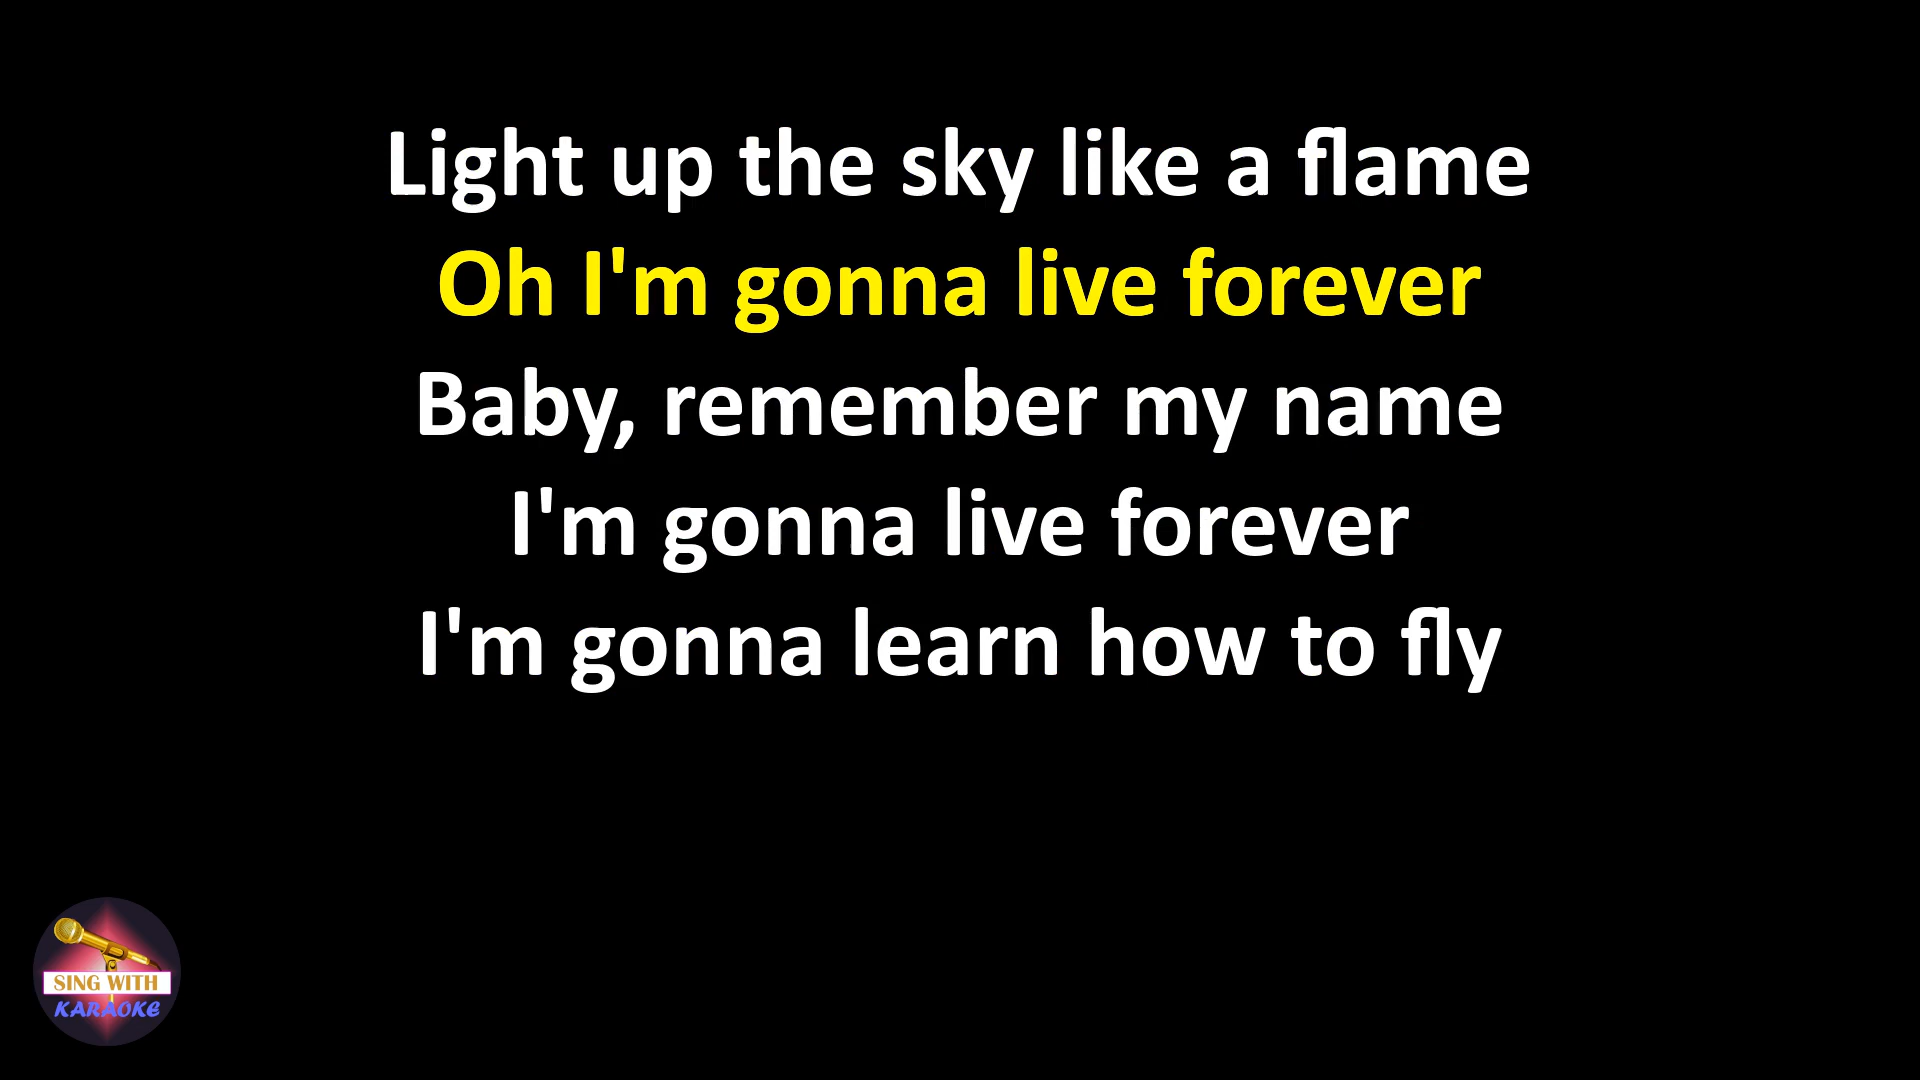 Light up the sky like a flame
Oh I'm gonna live forever
Baby, remember my name
I'm gonna live forever
I'm gonna learn how to fly
SING WITH
KARAOKE